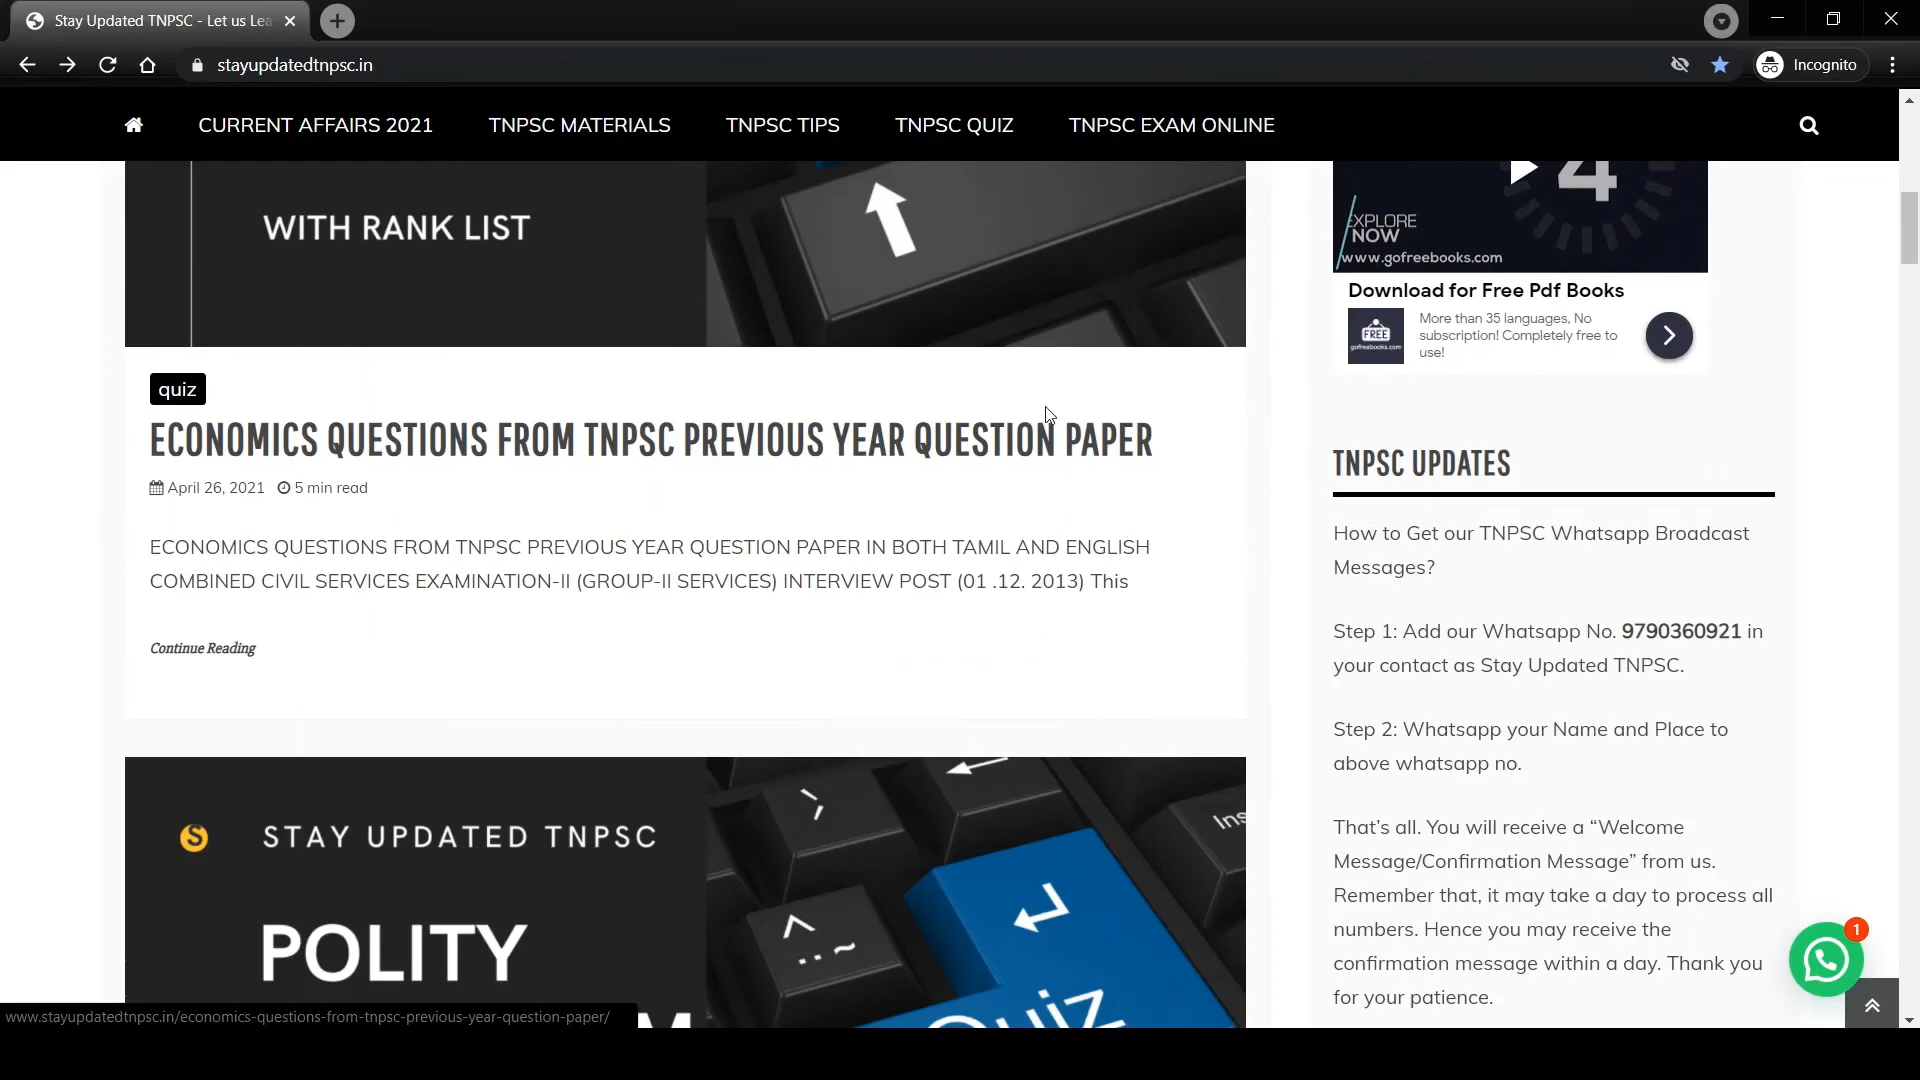 Stay Updated TNPSC - Let us Lea
stayupdatedtnpsc.in
Incognito
CURRENT AFFAIRS 2021
TNPSC MATERIALS
TNPSC TIPS
TNPSC QUIZ
TNPSC EXAM ONLINE
WITH RANK LIST
4
EXPLORE
NOW
www.gofreebooks.com
Download for Free Pdf Books
FREE
gofreebooks.com
More than 35 languages, No
subscription! Completely free to
use!
quiz
ECONOMICS QUESTIONS FROM TNPSC PREVIOUS YEAR QUESTION PAPER
April 26, 2021 5 min read
ECONOMICS QUESTIONS FROM TNPSC PREVIOUS YEAR QUESTION PAPER IN BOTH TAMIL AND ENGLISH
COMBINED CIVIL SERVICES EXAMINATION-II (GROUP-II SERVICES) INTERVIEW POST (01 .12. 2013) This
Continue Reading
S
STAY UPDATED TNPSC
POLITY
Ins
Quiz
TNPSC UPDATES
How to Get our TNPSC Whatsapp Broadcast
Messages?
Step 1: Add our Whatsapp No. 9790360921 in
your contact as Stay Updated TNPSC.
Step 2: Whatsapp your Name and Place to
above whatsapp no.
That’s all. You will receive a “Welcome
Message/Confirmation Message” from us.
Remember that, it may take a day to process all
numbers. Hence you may receive the
confirmation message within a day. Thank you
for your patience.
1
www.stayupdatedtnpsc.in/economics-questions-from-tnpsc-previous-year-question-paper/